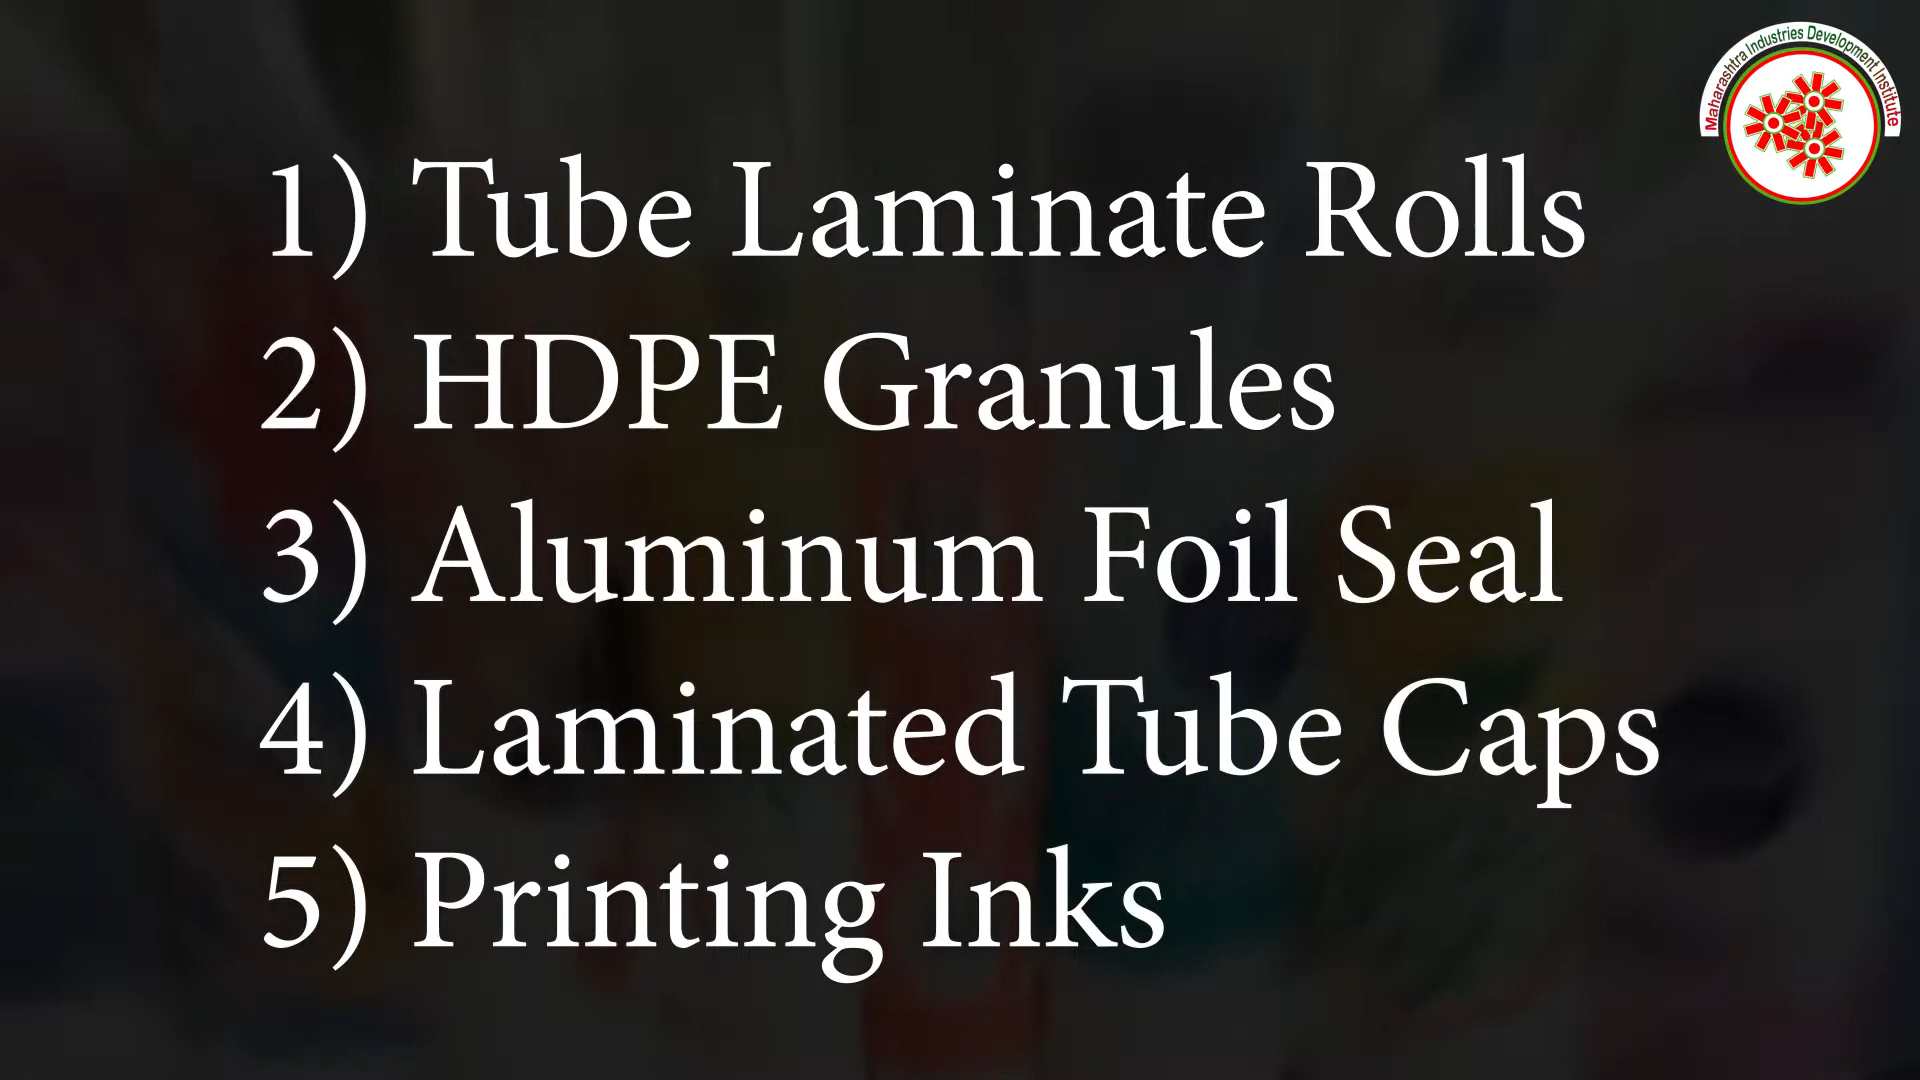 Maharashtra Industries Development Institute
1) Tube Laminate Rolls
2) HDPE Granules
3) Aluminum Foil Seal
4) Laminated Tube Caps
5) Printing Inks